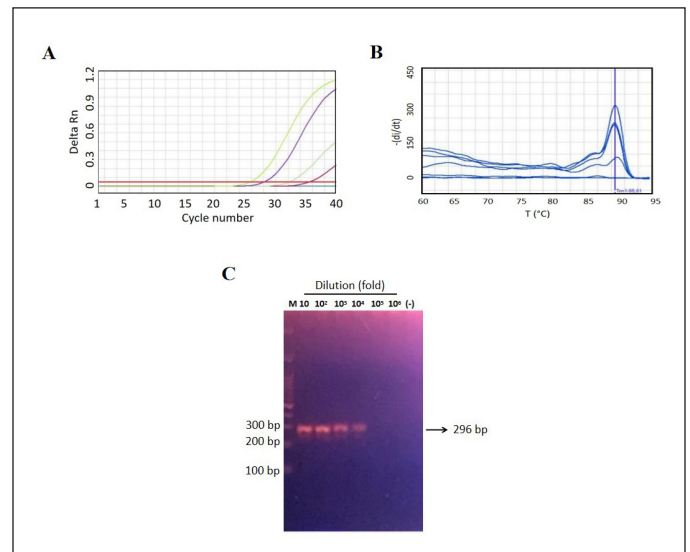 A
1.2
0.9
0.6
0.3
0
Delta Rn
1 5 10 15 20 25 30 35 40
Cycle number
B
450
300
150
0
-(di/dt)
60 65 70 75 80 85 90 95
T (°C)
C
Dilution (fold)
M 10 10² 10³ 10⁴ 10⁵ 10⁶ (-)
300 bp
200 bp
100 bp
296 bp